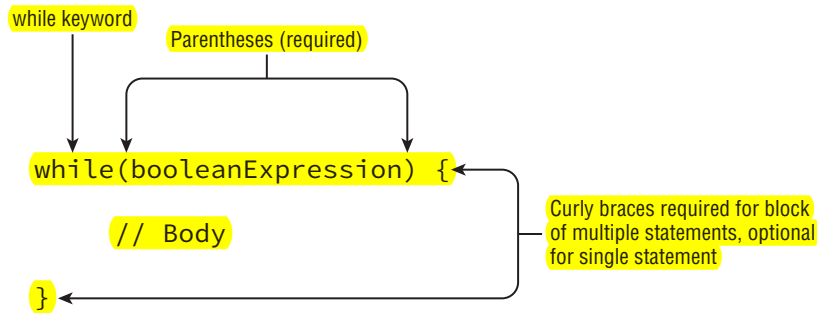 while keyword
Parentheses (required)
while(booleanExpression) {
// Body
Curly braces required for block
of multiple statements, optional
for single statement
}